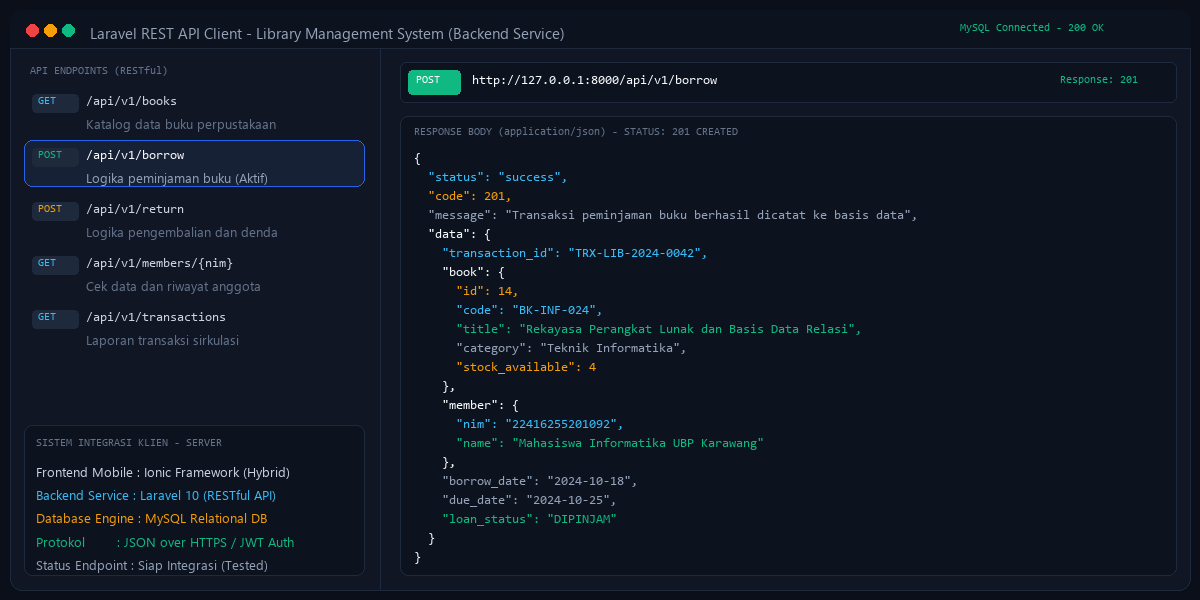 Laravel REST API Client - Library Management System (Backend Service)
MySQL Connected - 200 OK
API ENDPOINTS (RESTful)
GET /api/v1/books
Katalog data buku perpustakaan
POST /api/v1/borrow
Logika peminjaman buku (Aktif)
POST /api/v1/return
Logika pengembalian dan denda
GET /api/v1/members/{nim}
Cek data dan riwayat anggota
GET /api/v1/transactions
Laporan transaksi sirkulasi
SISTEM INTEGRASI KLIEN - SERVER
Frontend Mobile : Ionic Framework (Hybrid)
Backend Service : Laravel 10 (RESTful API)
Database Engine : MySQL Relational DB
Protokol : JSON over HTTPS / JWT Auth
Status Endpoint : Siap Integrasi (Tested)
POST http://127.0.0.1:8000/api/v1/borrow Response: 201
RESPONSE BODY (application/json) - STATUS: 201 CREATED
{
  "status": "success",
  "code": 201,
  "message": "Transaksi peminjaman buku berhasil dicatat ke basis data",
  "data": {
    "transaction_id": "TRX-LIB-2024-0042",
    "book": {
      "id": 14,
      "code": "BK-INF-024",
      "title": "Rekayasa Perangkat Lunak dan Basis Data Relasi",
      "category": "Teknik Informatika",
      "stock_available": 4
    },
    "member": {
      "nim": "22416255201092",
      "name": "Mahasiswa Informatika UBP Karawang"
    },
    "borrow_date": "2024-10-18",
    "due_date": "2024-10-25",
    "loan_status": "DIPINJAM"
  }
}